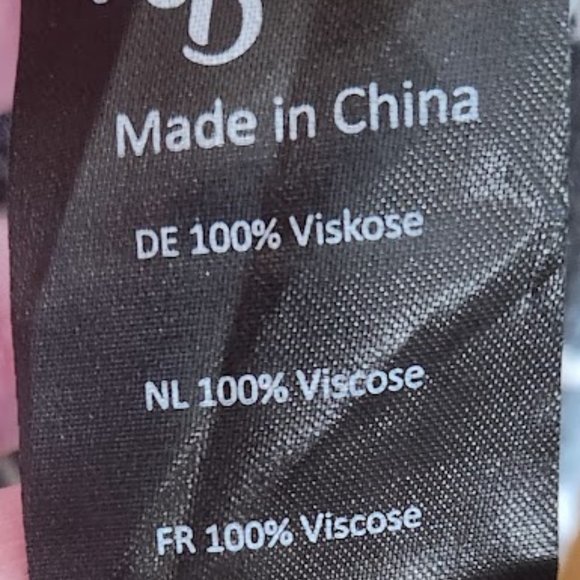 Made in China
DE 100% Viskose
NL 100% Viscose
FR 100% Viscose